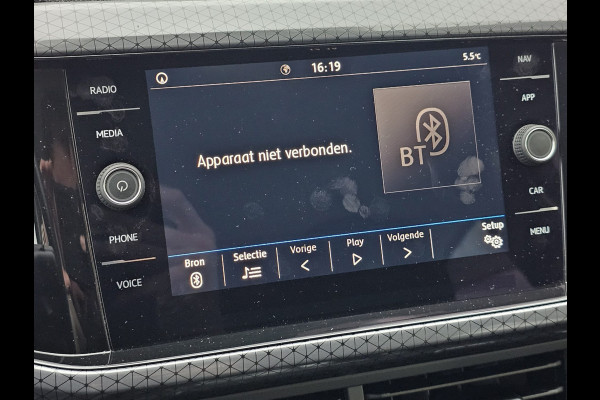 16:19
5.5°C
RADIO
MEDIA
PHONE
VOICE
Apparaat niet verbonden.
BT
Bron
Selectie
Vorige
Play
Volgende
Setup
NAV
APP
CAR
MENU